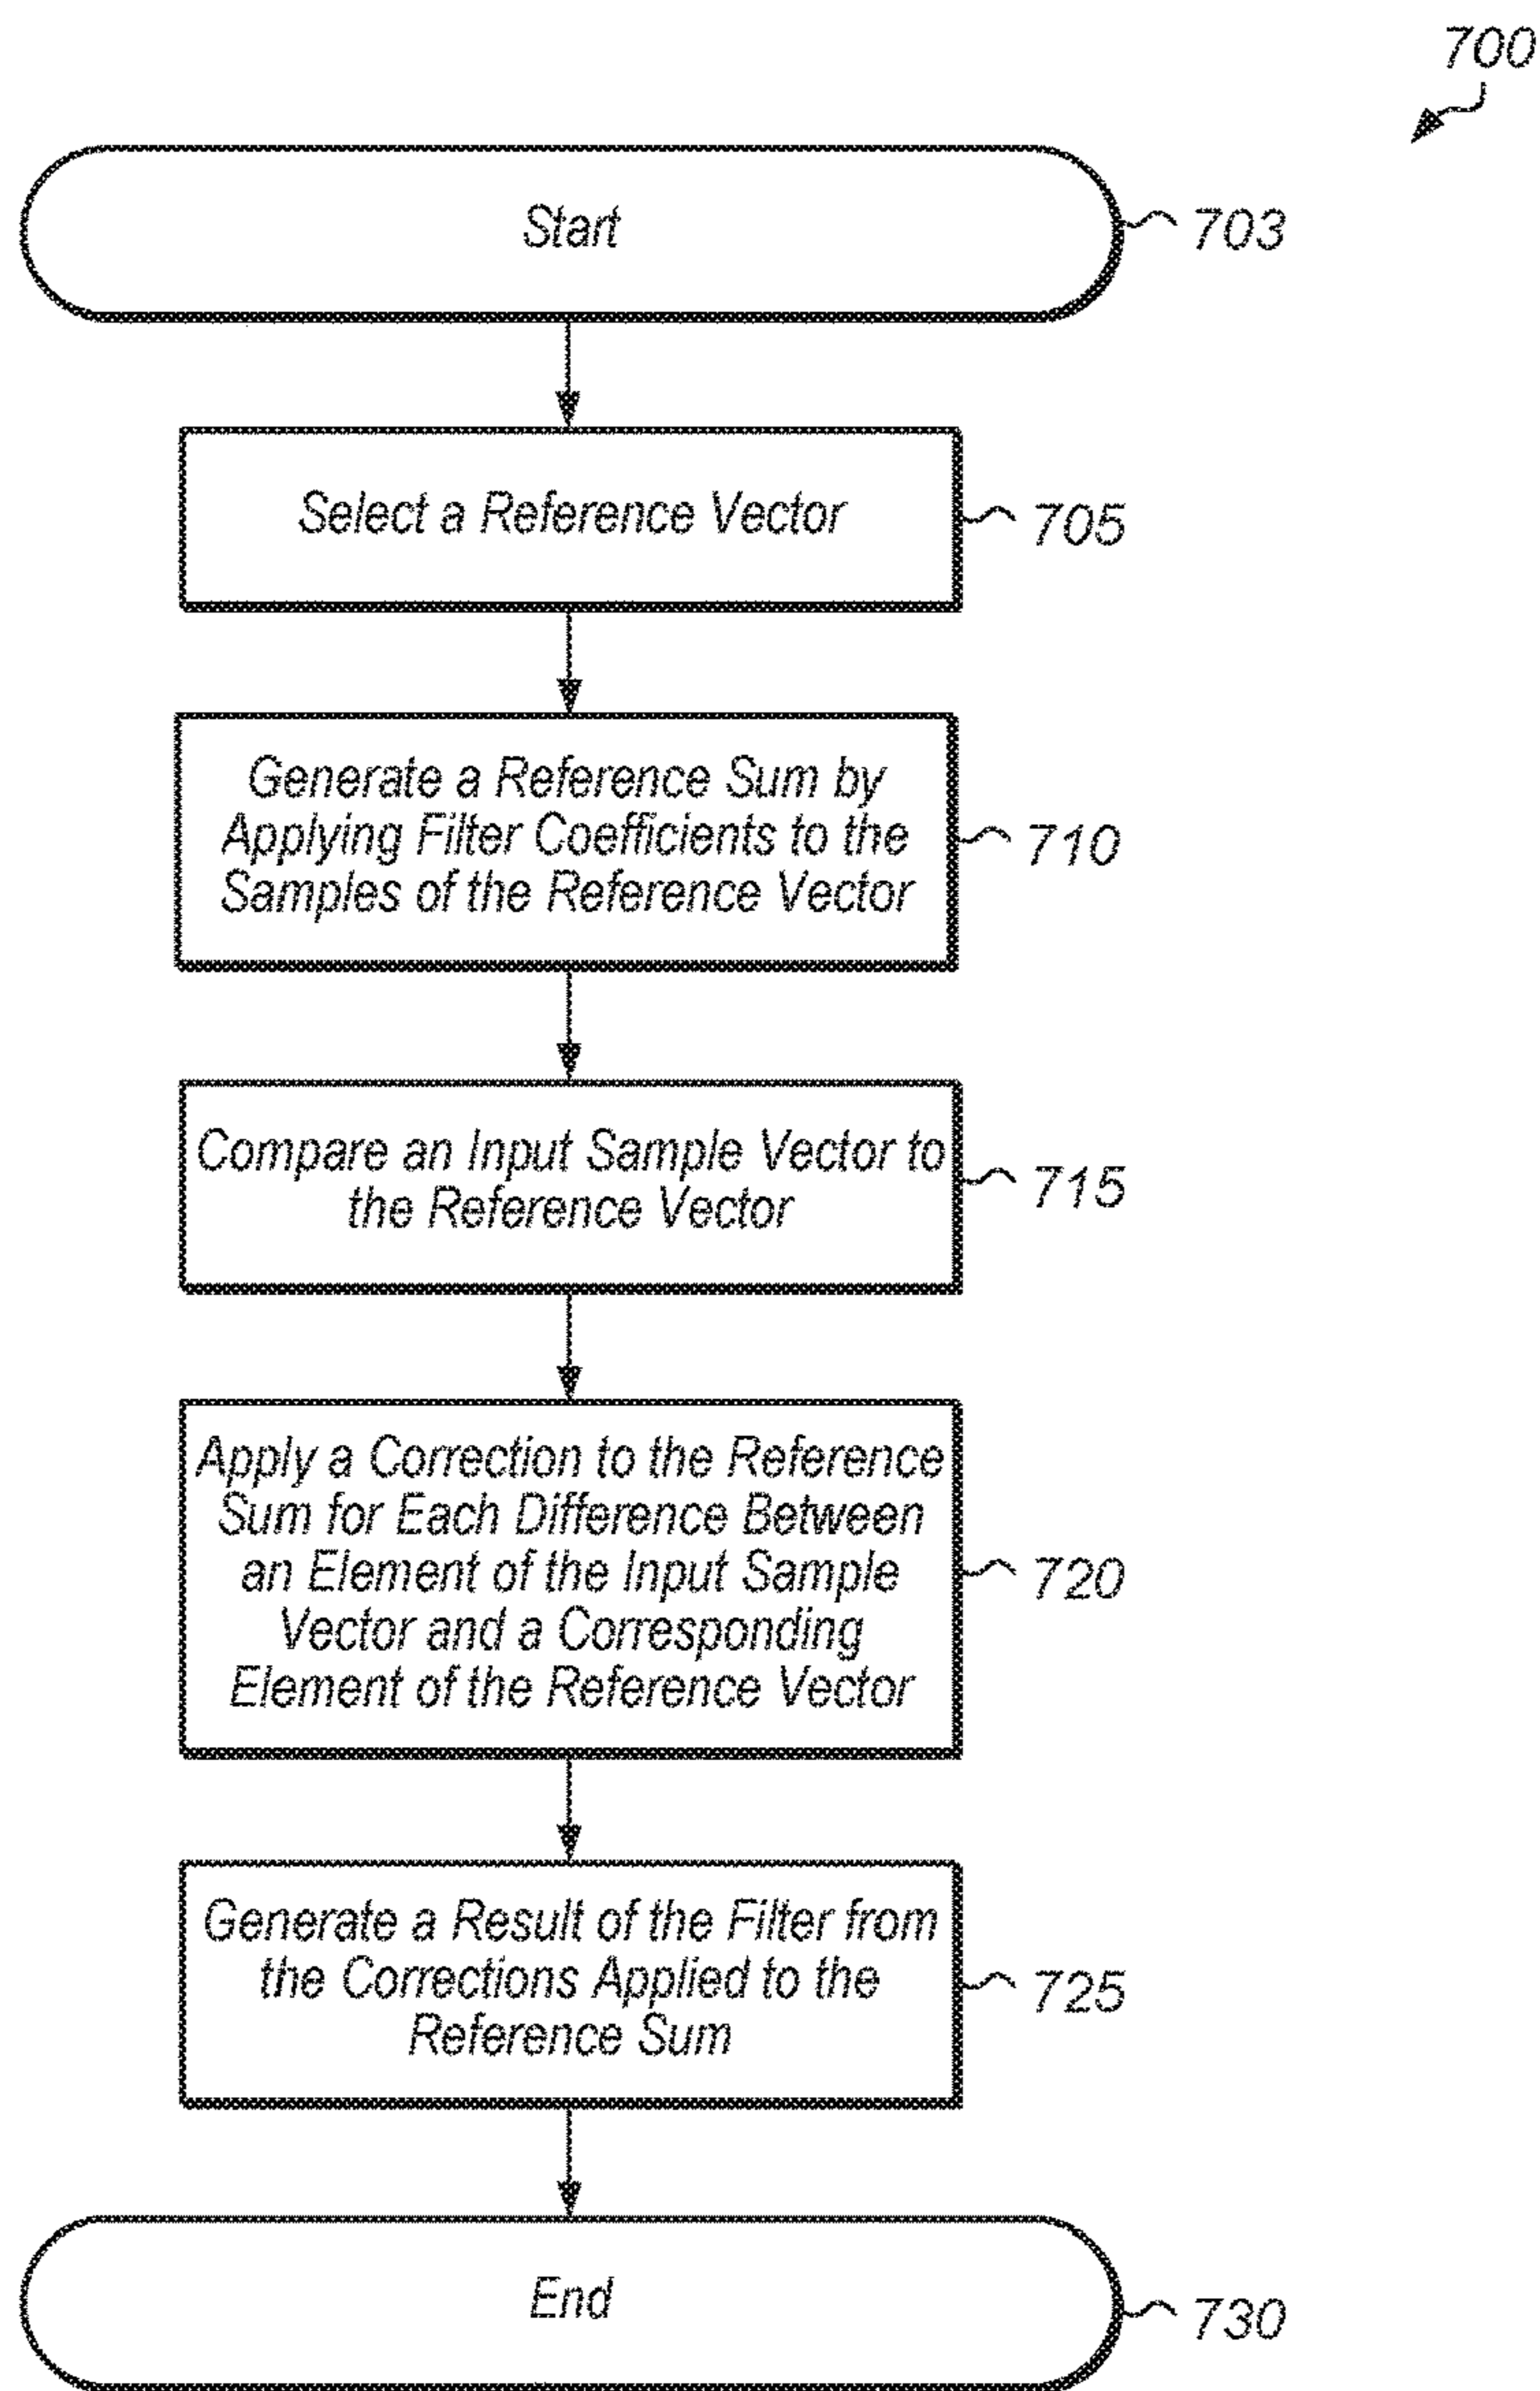 700
Start
703
Select a Reference Vector
705
Generate a Reference Sum by
Applying Filter Coefficients to the
Samples of the Reference Vector
710
Compare an Input Sample Vector to
the Reference Vector
715
Apply a Correction to the Reference
Sum for Each Difference Between
an Element of the Input Sample
Vector and a Corresponding
Element of the Reference Vector
720
Generate a Result of the Filter from
the Corrections Applied to the
Reference Sum
725
End
730